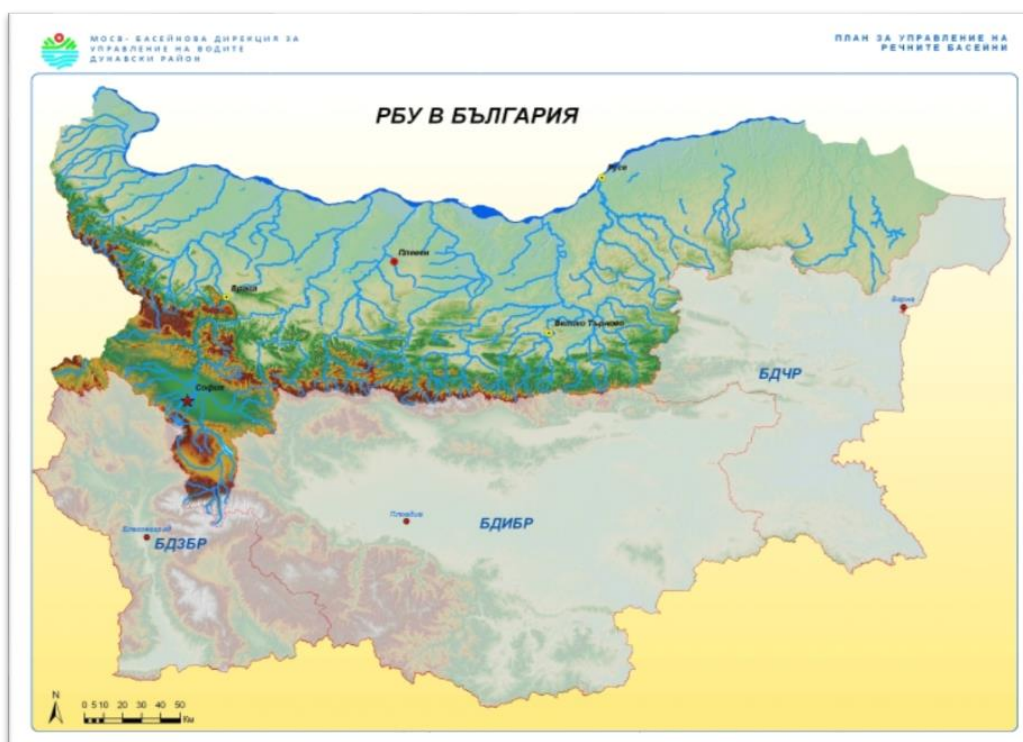 МОСВ- БАСЕЙНОВА ДИРЕКЦИЯ ЗА
УПРАВЛЕНИЕ НА ВОДИТЕ
ДУНАВСКИ РАЙОН
ПЛАН ЗА УПРАВЛЕНИЕ НА
РЕЧНИТЕ БАСЕЙНИ
РБУ В БЪЛГАРИЯ
Русе
Плевен
Враца
Варна
Велико Търново
БДЧР
София
Пловдив
БДИБР
Благоевград
БДЗБР
N
0 5 10 20 30 40 50
Км